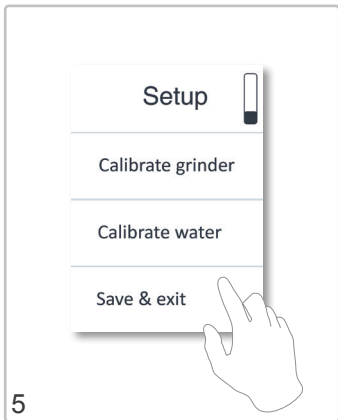 Setup
Calibrate grinder
Calibrate water
Save & exit
5